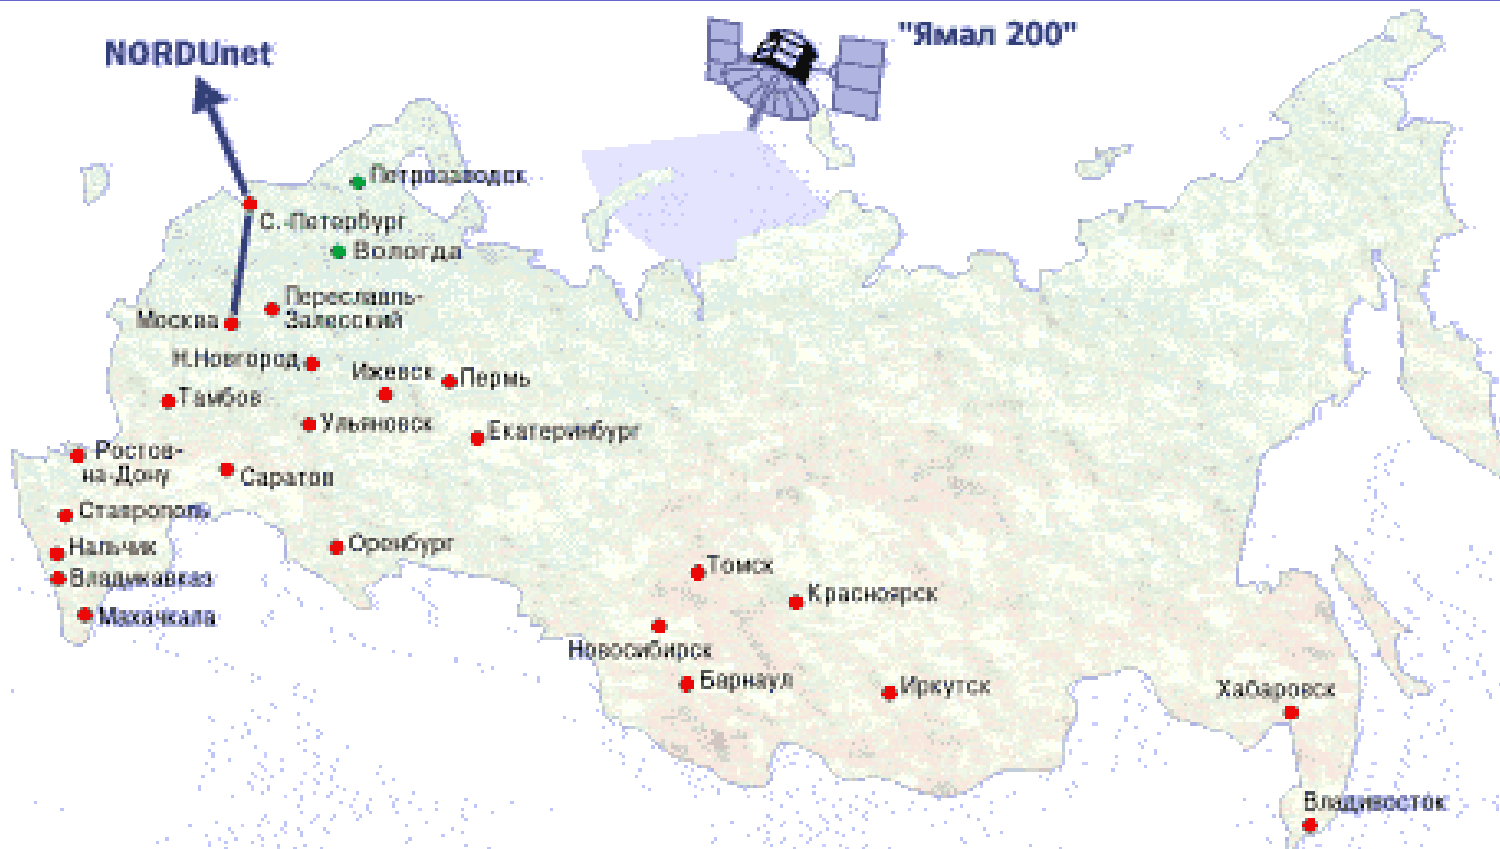 NORDUnet
"Ямал 200"
Петрозаводск
С.-Петербург
Вологда
Переславль-
Залесский
Москва
Н.Новгород
Ижевск
Пермь
Тамбов
Ульяновск
Екатеринбург
Ростов-
на-Дону
Саратов
Ставрополь
Нальчик
Оренбург
Владикавказ
Махачкала
Томск
Красноярск
Новосибирск
Барнаул
Иркутск
Хабаровск
Владивосток